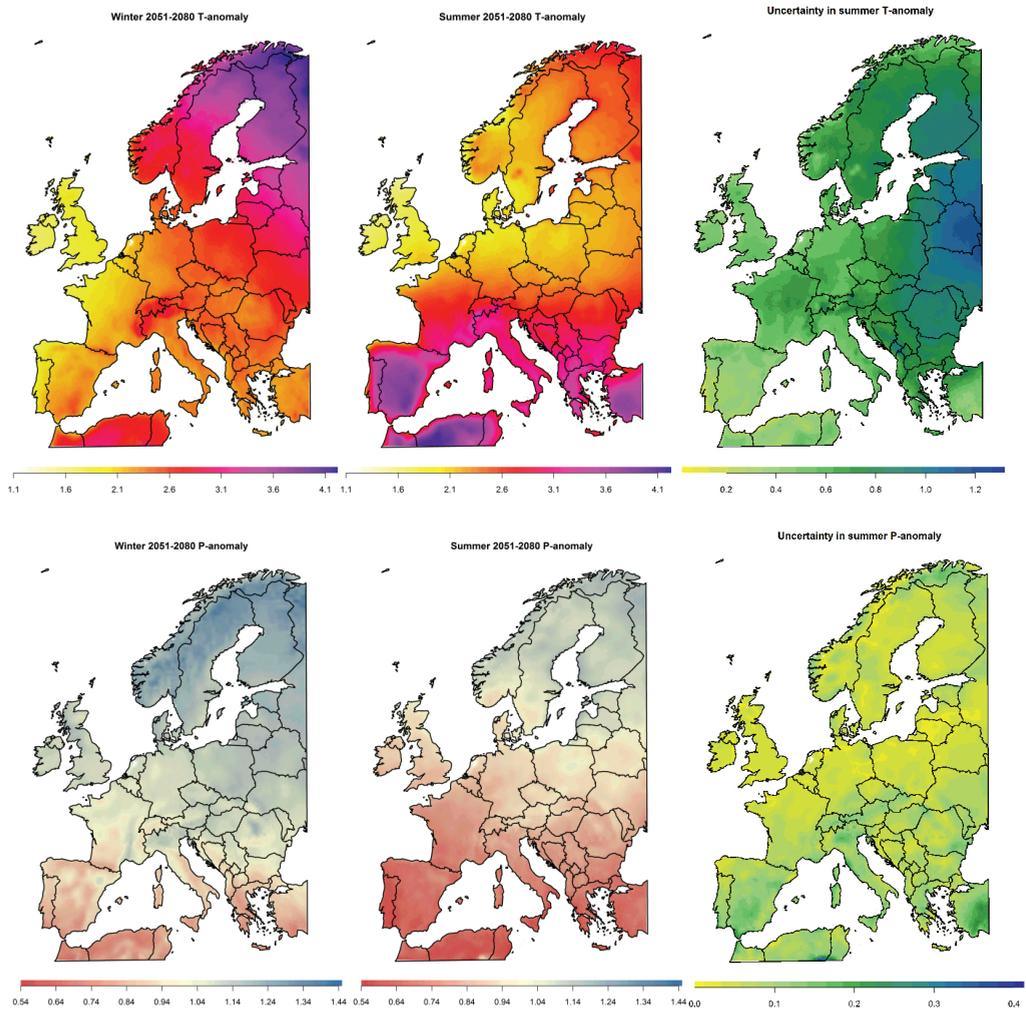 Winter 2051-2080 T-anomaly
Summer 2051-2080 T-anomaly
Uncertainty in summer T-anomaly
1.1 1.6 2.1 2.6 3.1 3.6 4.1
1.1 1.6 2.1 2.6 3.1 3.6 4.1
0.2 0.4 0.6 0.8 1.0 1.2
Winter 2051-2080 P-anomaly
Summer 2051-2080 P-anomaly
Uncertainty in summer P-anomaly
0.54 0.64 0.74 0.84 0.94 1.04 1.14 1.24 1.34 1.44
0.54 0.64 0.74 0.84 0.94 1.04 1.14 1.24 1.34 1.44
0.0 0.1 0.2 0.3 0.4